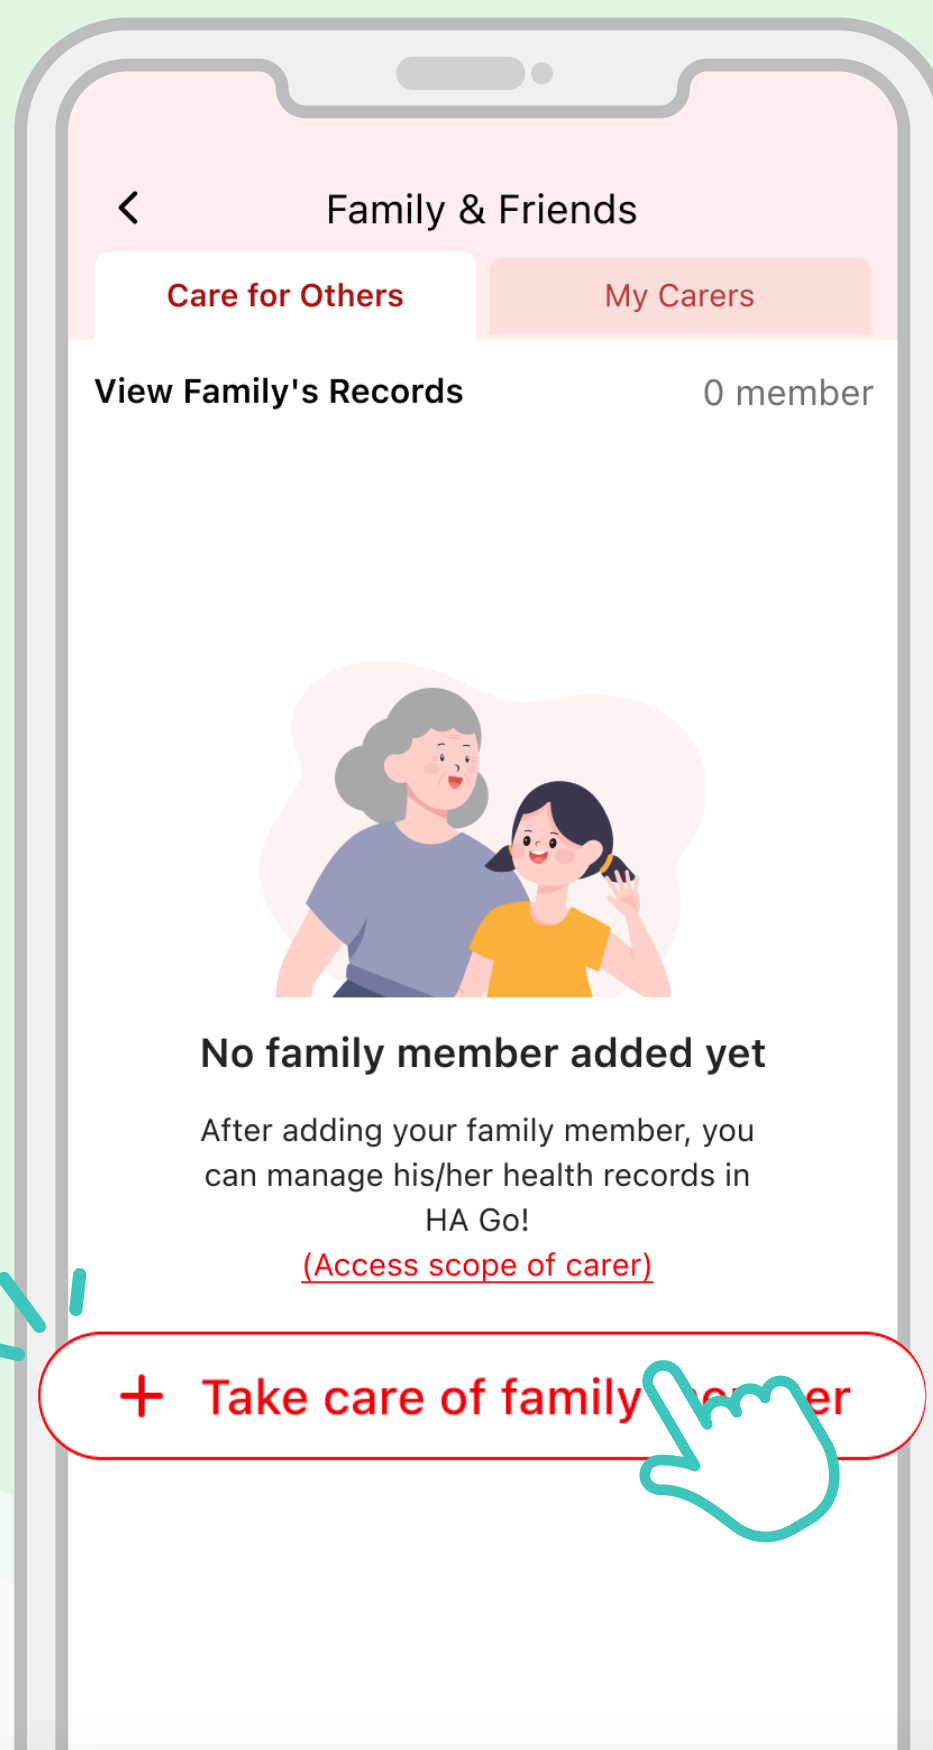 Family & Friends
Care for Others
My Carers
View Family's Records
0 member
No family member added yet
After adding your family member, you
can manage his/her health records in
HA Go!
(Access scope of carer)
+ Take care of family